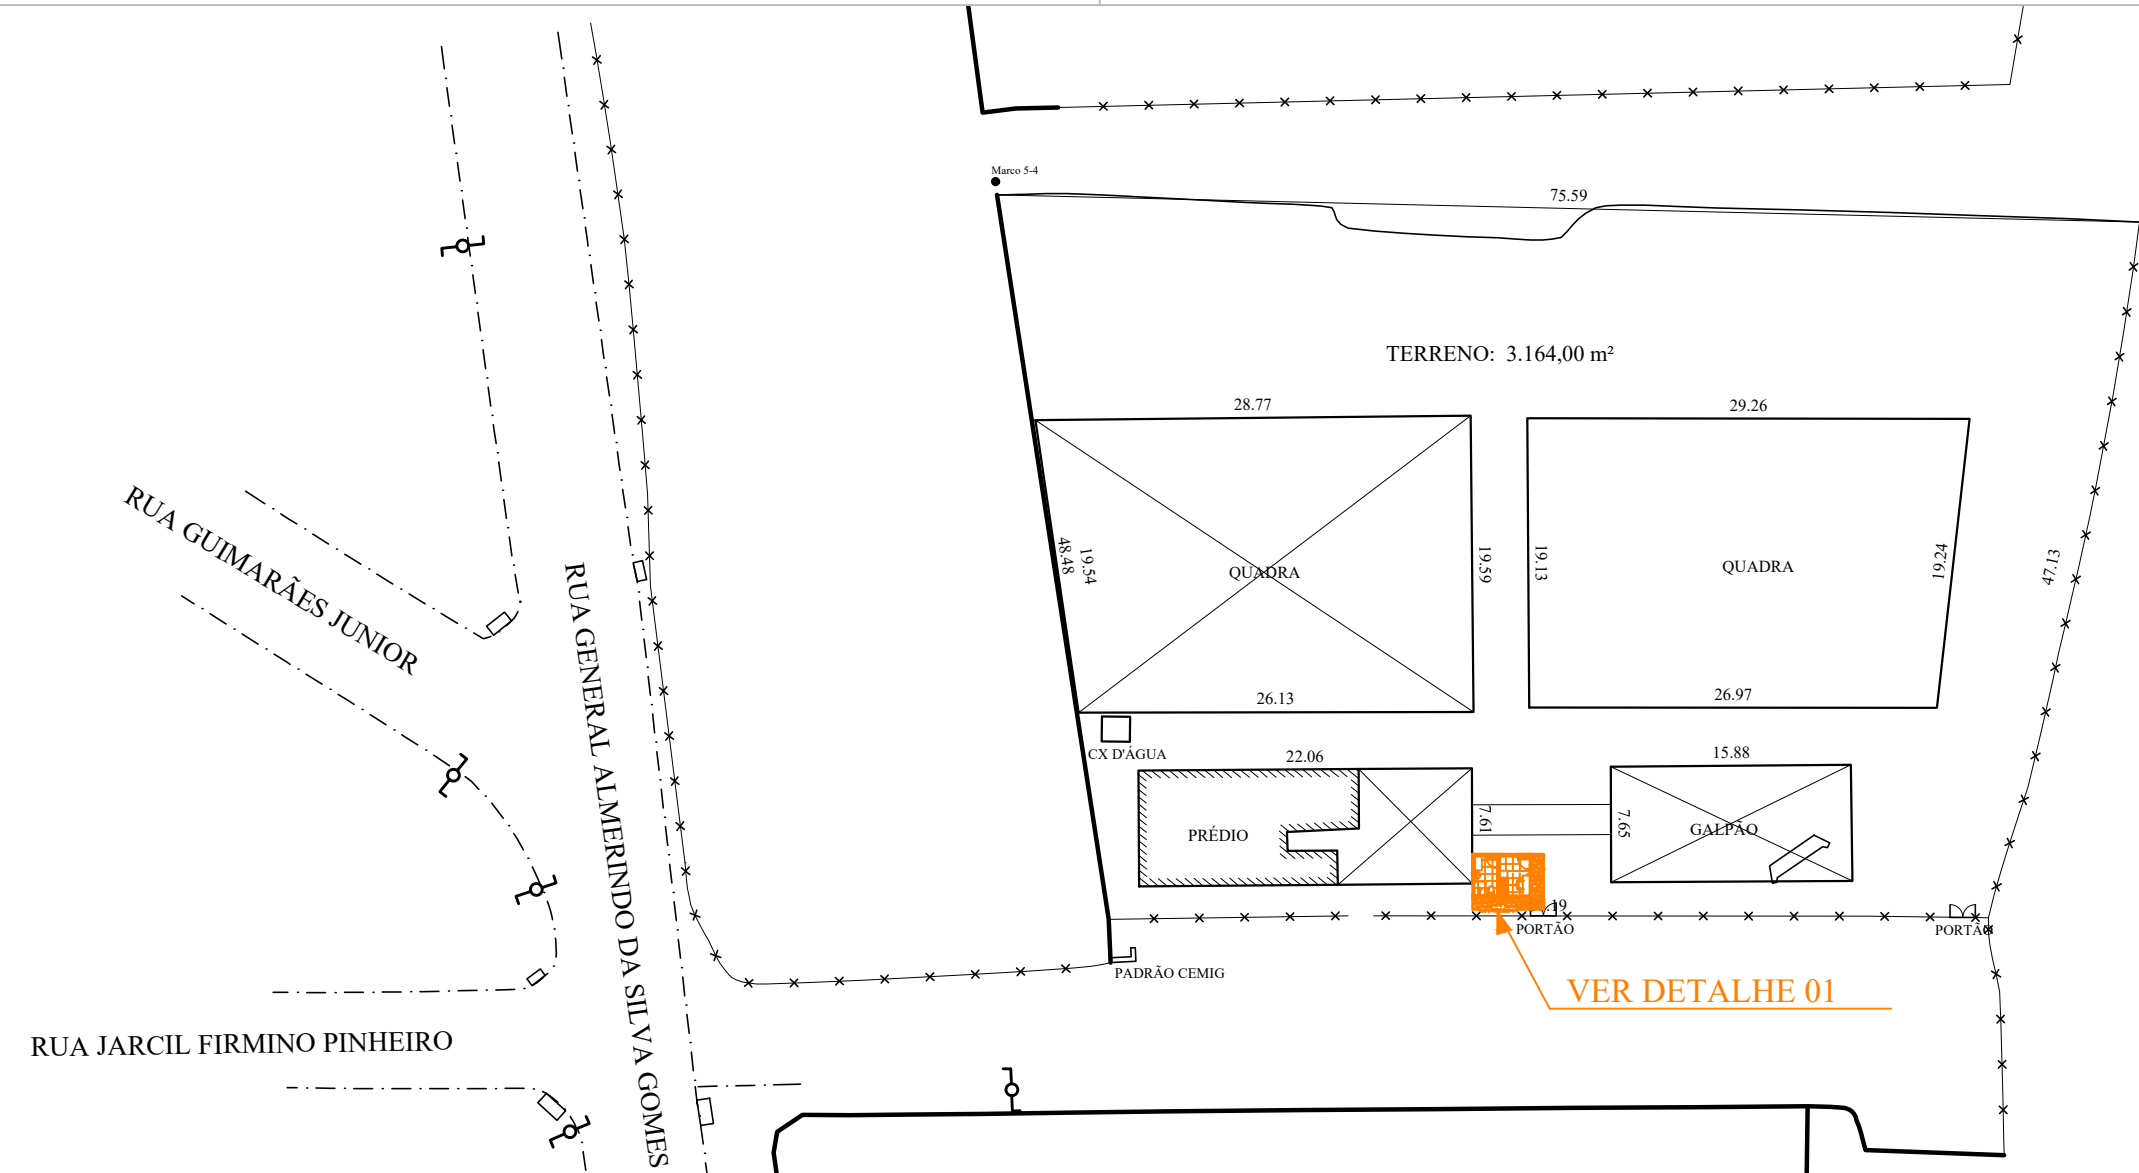 Marco 5-4
75.59
TERRENO: 3.164,00 m²
28.77
29.26
48.48
19.54
QUADRA
19.59
19.13
QUADRA
19.24
47.13
26.13
26.97
CX D'ÁGUA
22.06
15.88
PRÉDIO
7.61
7.65
GALPÃO
PORTÃO
PORTÃO
PADRÃO CEMIG
VER DETALHE 01
RUA GUIMARÃES JUNIOR
RUA GENERAL ALMERINDO DA SILVA GOMES
RUA JARCIL FIRMINO PINHEIRO